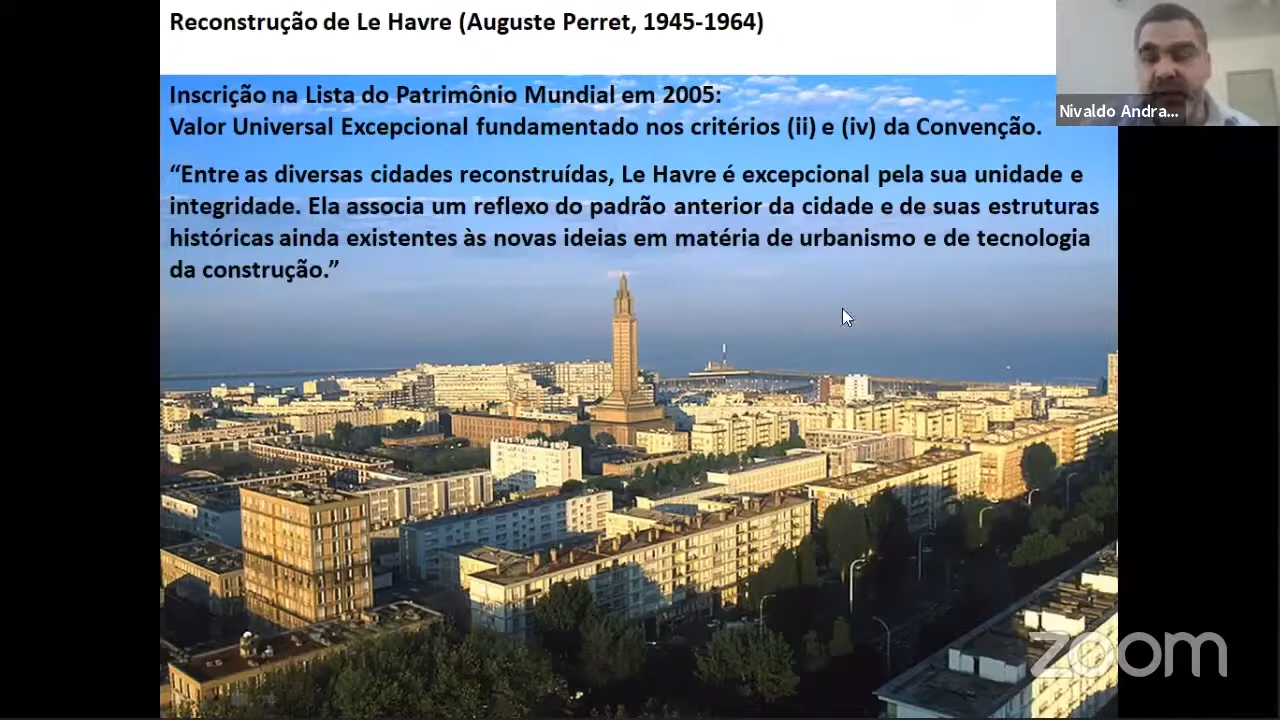 Reconstrução de Le Havre (Auguste Perret, 1945-1964)
Inscrição na Lista do Patrimônio Mundial em 2005:
Valor Universal Excepcional fundamentado nos critérios (ii) e (iv) da Convenção.
“Entre as diversas cidades reconstruídas, Le Havre é excepcional pela sua unidade e
integridade. Ela associa um reflexo do padrão anterior da cidade e de suas estruturas
históricas ainda existentes às novas ideias em matéria de urbanismo e de tecnologia
da construção.”
Nivaldo Andra...
zoom